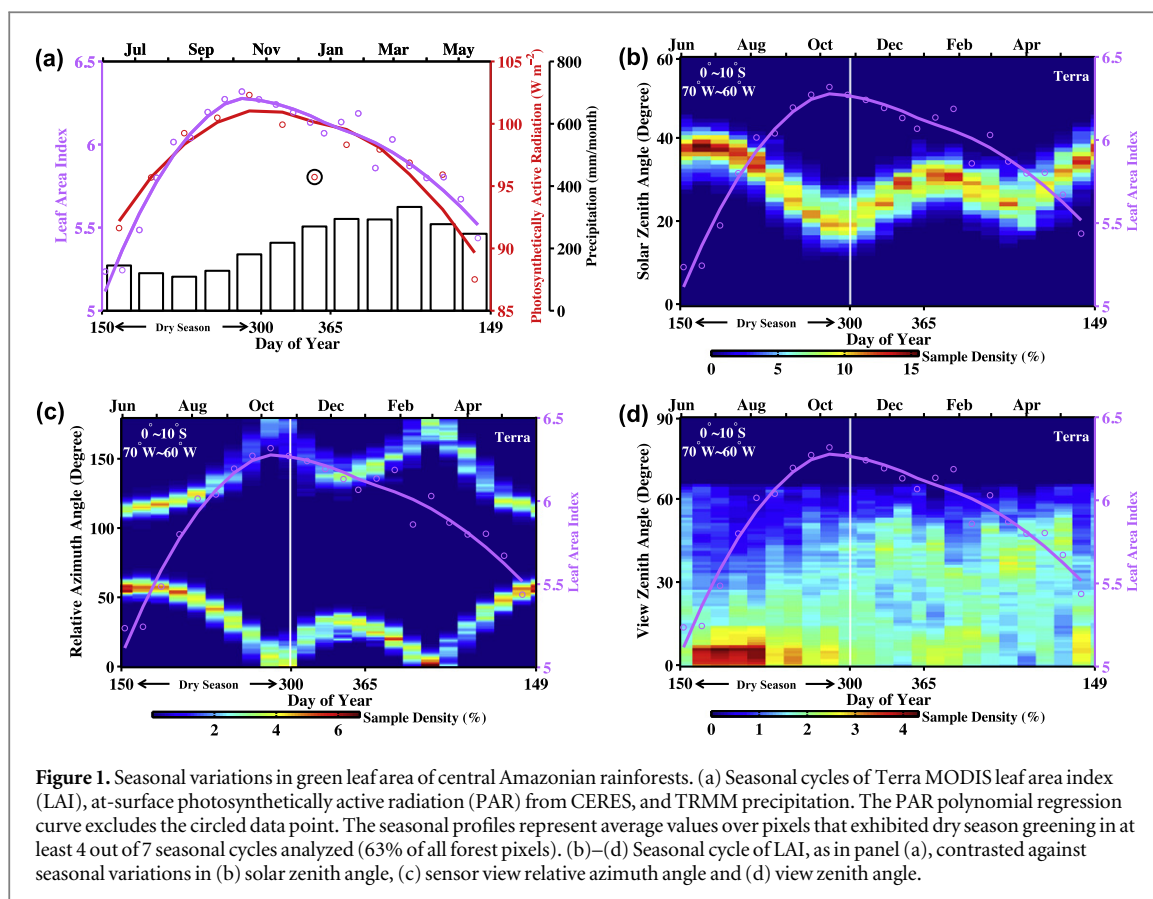 (a)
Jul Sep Nov Jan Mar May
6.5
6
5.5
5
Leaf Area Index
105
100
95
90
85
Photosynthetically Active Radiation (W m⁻²)
800
600
400
200
0
Precipitation (mm/month)
150 ← Dry Season → 300 365 149
Day of Year
(b)
Jun Aug Oct Dec Feb Apr
60
40
20
0
Solar Zenith Angle (Degree)
0°~10°S
70°W~60°W
Terra
6.5
6
5.5
5
Leaf Area Index
150 ← Dry Season → 300 365 149
Day of Year
Sample Density (%)
0 5 10 15
(c)
Jun Aug Oct Dec Feb Apr
150
100
50
0
Relative Azimuth Angle (Degree)
0°~10°S
70°W~60°W
Terra
6.5
6
5.5
5
Leaf Area Index
150 ← Dry Season → 300 365 149
Day of Year
Sample Density (%)
2 4 6
(d)
Jun Aug Oct Dec Feb Apr
90
60
30
0
View Zenith Angle (Degree)
0°~10°S
70°W~60°W
Terra
6.5
6
5.5
5
Leaf Area Index
150 ← Dry Season → 300 365 149
Day of Year
Sample Density (%)
0 1 2 3 4
Figure 1. Seasonal variations in green leaf area of central Amazonian rainforests. (a) Seasonal cycles of Terra MODIS leaf area index
(LAI), at-surface photosynthetically active radiation (PAR) from CERES, and TRMM precipitation. The PAR polynomial regression
curve excludes the circled data point. The seasonal profiles represent average values over pixels that exhibited dry season greening in at
least 4 out of 7 seasonal cycles analyzed (63% of all forest pixels). (b)–(d) Seasonal cycle of LAI, as in panel (a), contrasted against
seasonal variations in (b) solar zenith angle, (c) sensor view relative azimuth angle and (d) view zenith angle.